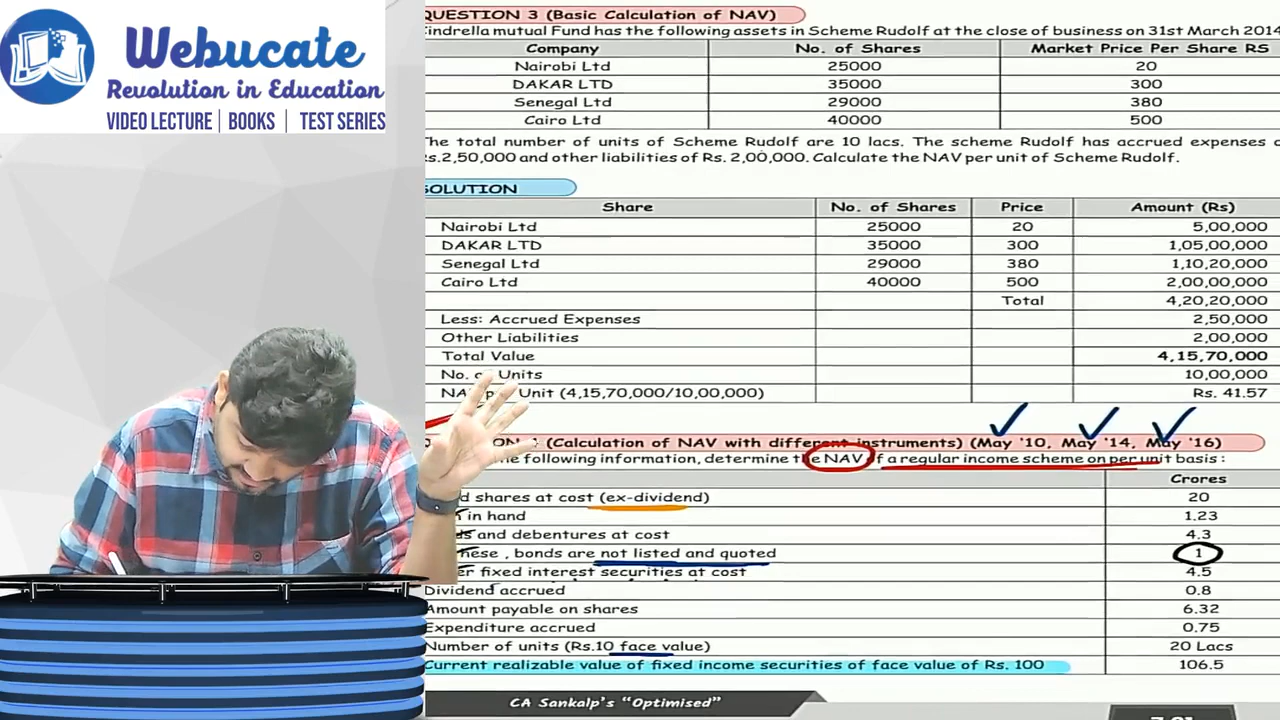 Webucate
Revolution in Education
VIDEO LECTURE | BOOKS | TEST SERIES
QUESTION 3 (Basic Calculation of NAV)
Cindrella mutual Fund has the following assets in Scheme Rudolf at the close of business on 31st March 2014
Company No. of Shares Market Price Per Share RS
Nairobi Ltd 25000 20
DAKAR LTD 35000 300
Senegal Ltd 29000 380
Cairo Ltd 40000 500
The total number of units of Scheme Rudolf are 10 lacs. The scheme Rudolf has accrued expenses
Rs.2,50,000 and other liabilities of Rs. 2,00,000. Calculate the NAV per unit of Scheme Rudolf.
SOLUTION
Share No. of Shares Price Amount (Rs)
Nairobi Ltd 25000 20 5,00,000
DAKAR LTD 35000 300 1,05,00,000
Senegal Ltd 29000 380 1,10,20,000
Cairo Ltd 40000 500 2,00,00,000
Total 4,20,20,000
Less: Accrued Expenses 2,50,000
Other Liabilities 2,00,000
Total Value 4,15,70,000
No. of Units 10,00,000
Unit (4,15,70,000/10,00,000) Rs. 41.57
(Calculation of NAV with different instruments) (May '10, May '14, May '16)
following information, determine the NAV of a regular income scheme on per unit basis :
Crores
shares at cost (ex-dividend) 20
in hand 1.23
and debentures at cost 4.3
these , bonds are not listed and quoted 1
fixed interest securities at cost 4.5
Dividend accrued 0.8
Amount payable on shares 6.32
Expenditure accrued 0.75
Number of units (Rs.10 face value) 20 Lacs
Current realizable value of fixed income securities of face value of Rs. 100 106.5
CA Sankalp's “Optimised”